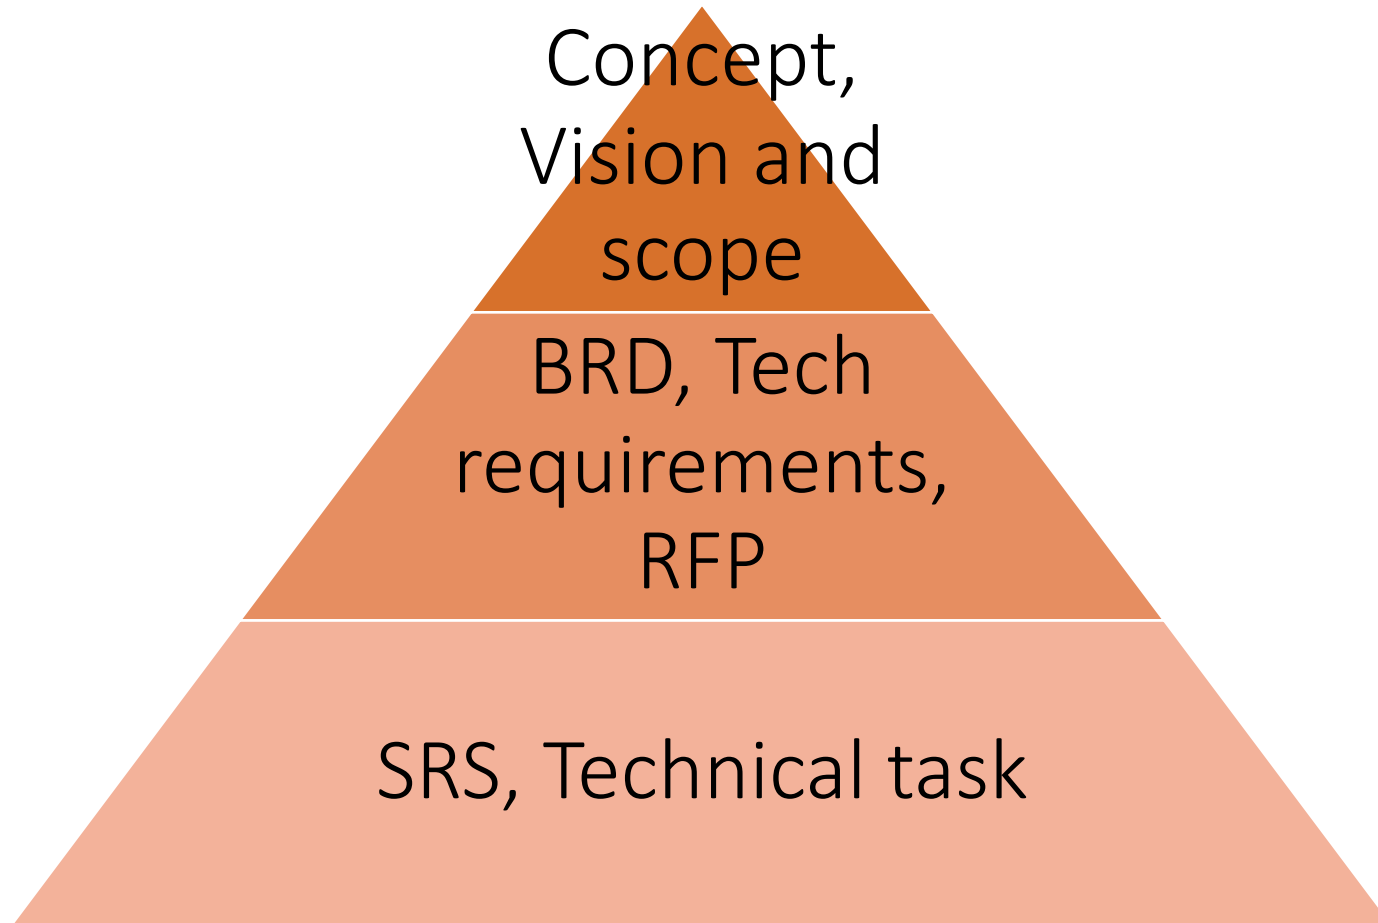 Concept,
Vision and
scope
BRD, Tech
requirements,
RFP
SRS, Technical task